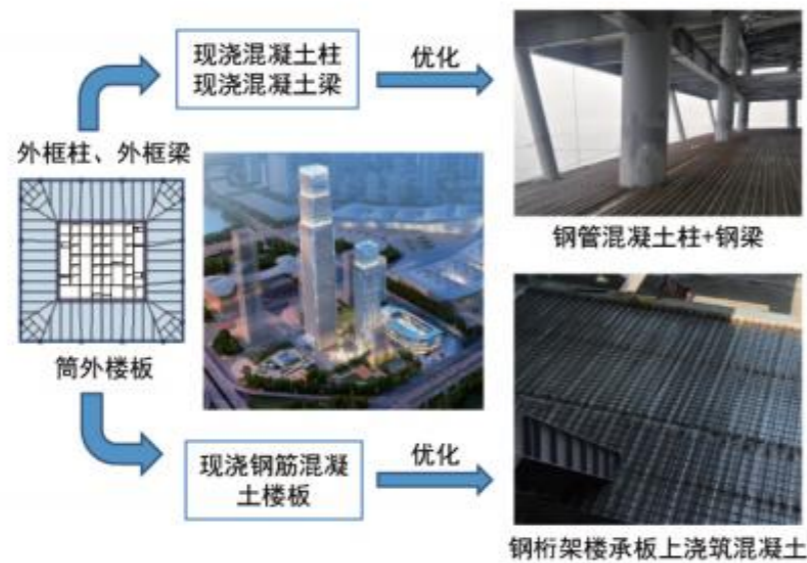 现浇混凝土柱
现浇混凝土梁
优化
外框柱、外框梁
钢管混凝土柱+钢梁
筒外楼板
现浇钢筋混凝
土楼板
优化
钢桁架楼承板上浇筑混凝土